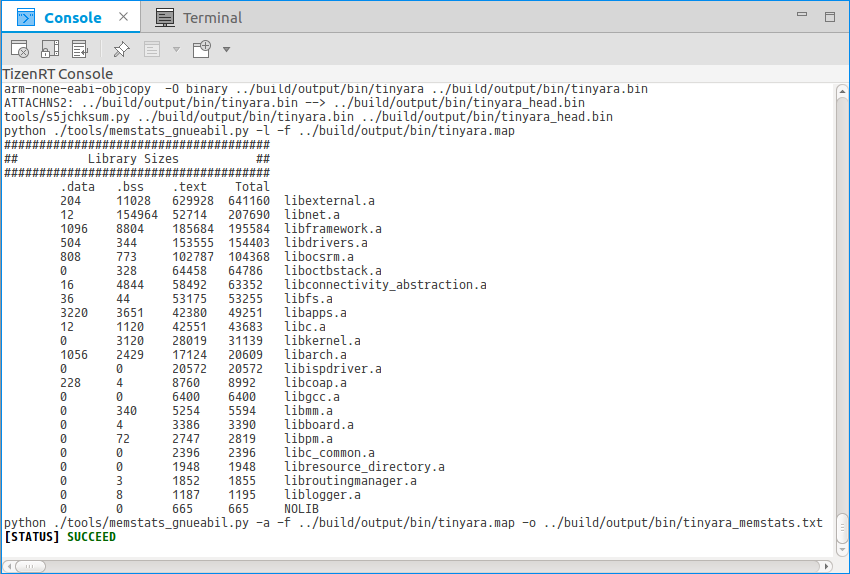 Console Terminal
TizenRT Console
arm-none-eabi-objcopy -O binary ../build/output/bin/tinyara ../build/output/bin/tinyara.bin
ATTACHNS2: ../build/output/bin/tinyara.bin --> ../build/output/bin/tinyara_head.bin
tools/s5jchksum.py ../build/output/bin/tinyara.bin ../build/output/bin/tinyara_head.bin
python ./tools/memstats_gnueabil.py -l -f ../build/output/bin/tinyara.map
######################################
## Library Sizes ##
######################################
.data .bss .text Total
204 11028 629928 641160 libexternal.a
12 154964 52714 207690 libnet.a
1096 8804 185684 195584 libframework.a
504 344 153555 154403 libdrivers.a
808 773 102787 104368 libocsrm.a
0 328 64458 64786 liboctbstack.a
16 4844 58492 63352 libconnectivity_abstraction.a
36 44 53175 53255 libfs.a
3220 3651 42380 49251 libapps.a
12 1120 42551 43683 libc.a
0 3120 28019 31139 libkernel.a
1056 2429 17124 20609 libarch.a
0 0 20572 20572 libispdriver.a
228 4 8760 8992 libcoap.a
0 0 6400 6400 libgcc.a
0 340 5254 5594 libmm.a
0 4 3386 3390 libboard.a
0 72 2747 2819 libpm.a
0 0 2396 2396 libc_common.a
0 0 1948 1948 libresource_directory.a
0 3 1852 1855 libroutingmanager.a
0 8 1187 1195 liblogger.a
0 0 665 665 NOLIB
python ./tools/memstats_gnueabil.py -a -f ../build/output/bin/tinyara.map -o ../build/output/bin/tinyara_memstats.txt
[STATUS] SUCCEED